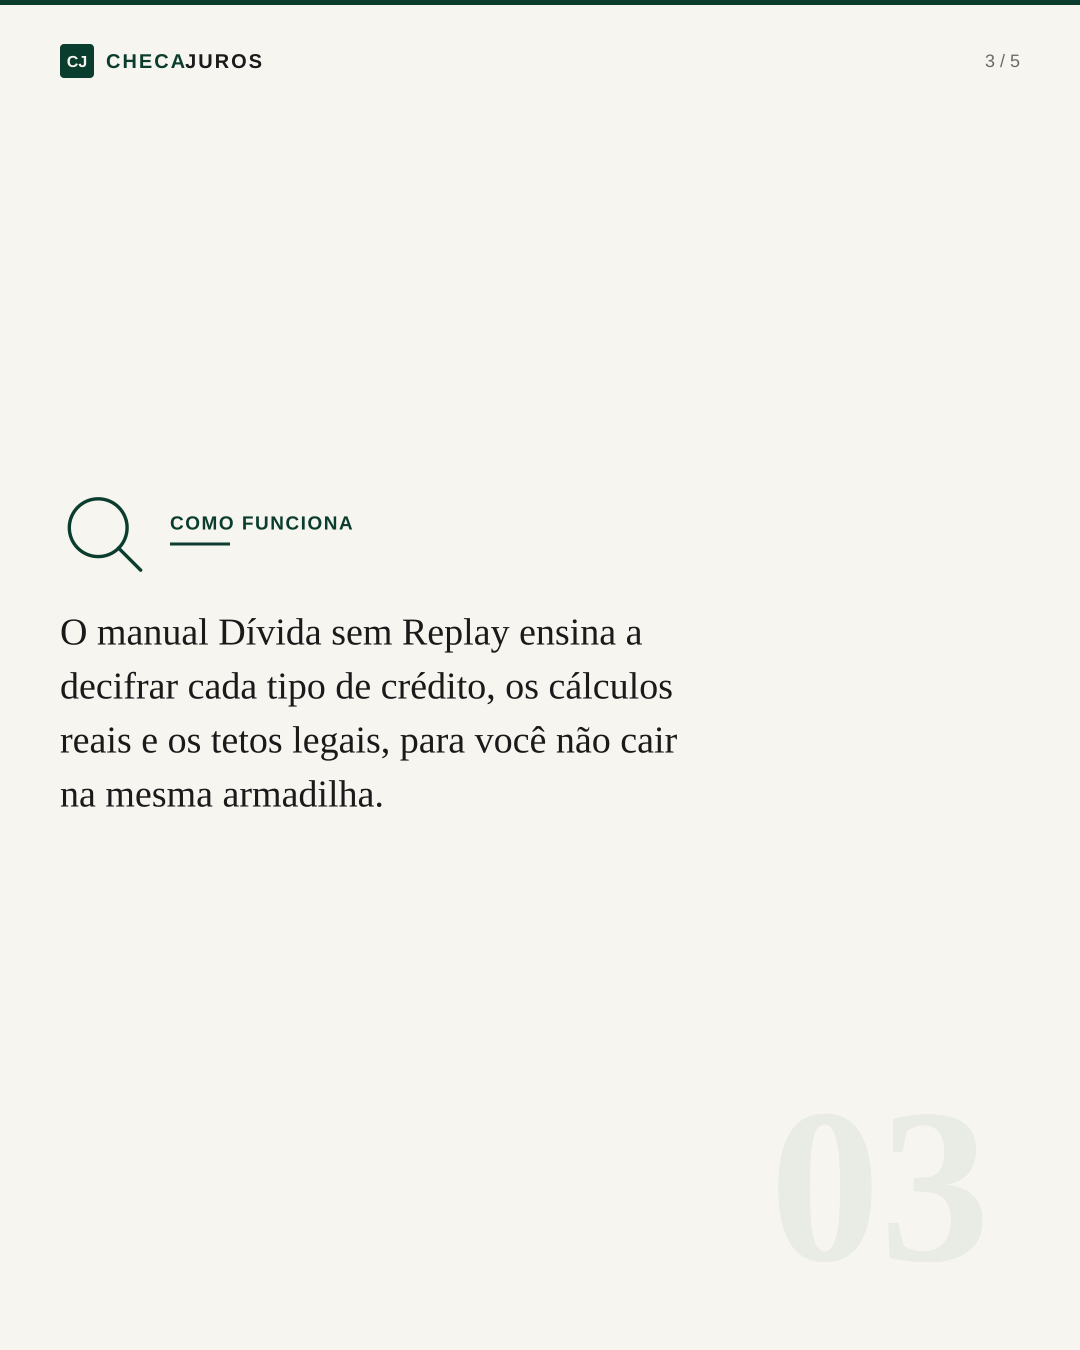 CJ CHECAJUROS
3 / 5
COMO FUNCIONA
O manual Dívida sem Replay ensina a
decifrar cada tipo de crédito, os cálculos
reais e os tetos legais, para você não cair
na mesma armadilha.
03